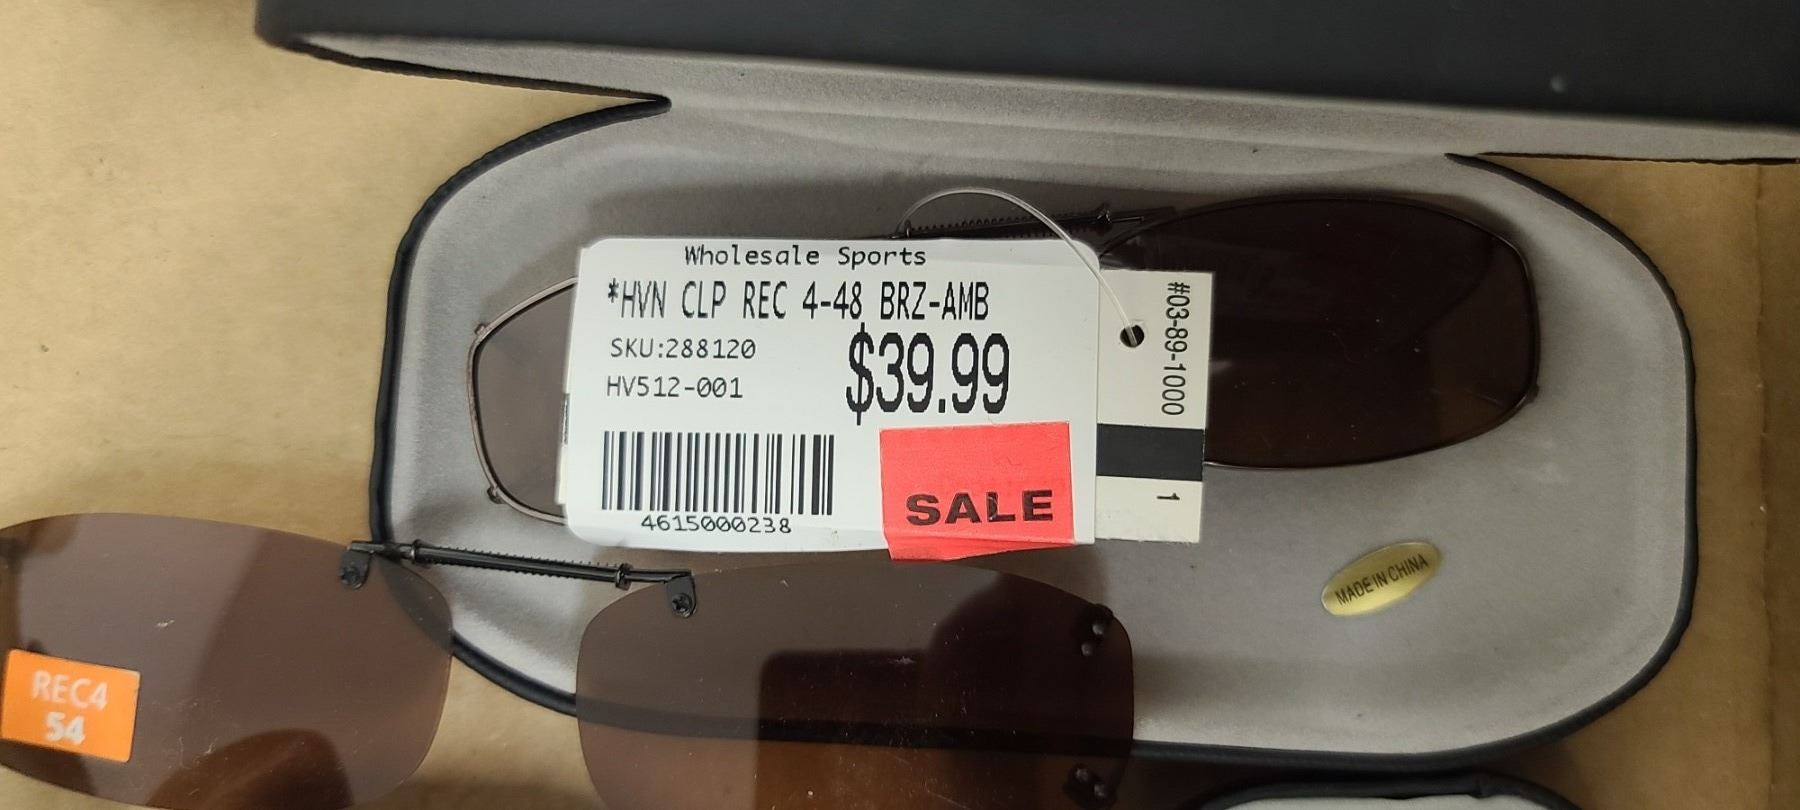 Wholesale Sports
*HVN CLP REC 4-48 BRZ-AMB
SKU:288120
$39.99
HV512-001
4615000238
SALE
#03-89-1000
1
MADE IN CHINA
REC4
54